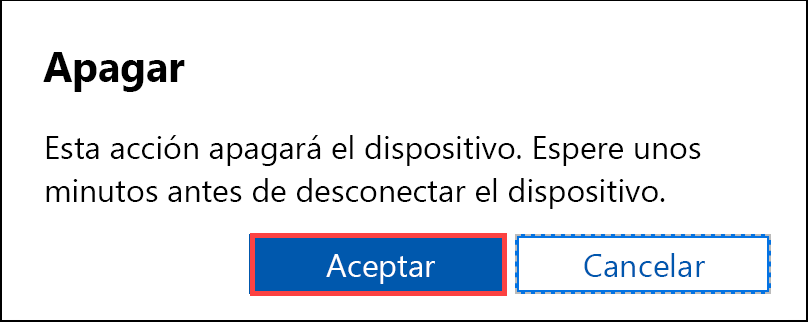 Apagar
Esta acción apagará el dispositivo. Espere unos
minutos antes de desconectar el dispositivo.
Aceptar
Cancelar